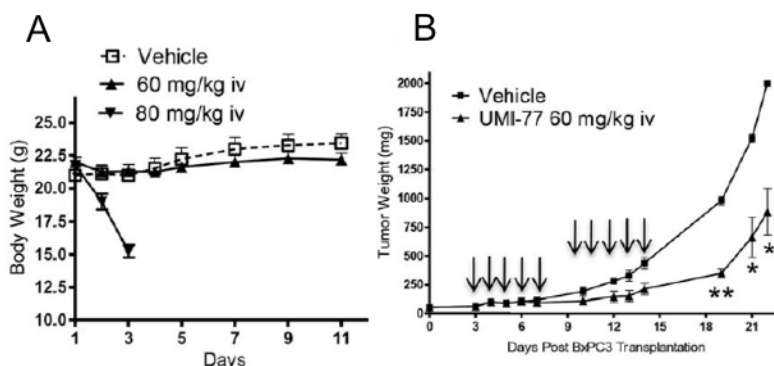 A
Vehicle
60 mg/kg iv
80 mg/kg iv
Body Weight (g)
25.0
22.5
20.0
17.5
15.0
12.5
10.0
1 3 5 7 9 11
Days
B
Vehicle
UMI-77 60 mg/kg iv
Tumor Weight (mg)
2000
1750
1500
1250
1000
750
500
250
0
0 3 6 9 12 15 18 21
** * *
Days Post BxPC3 Transplantation